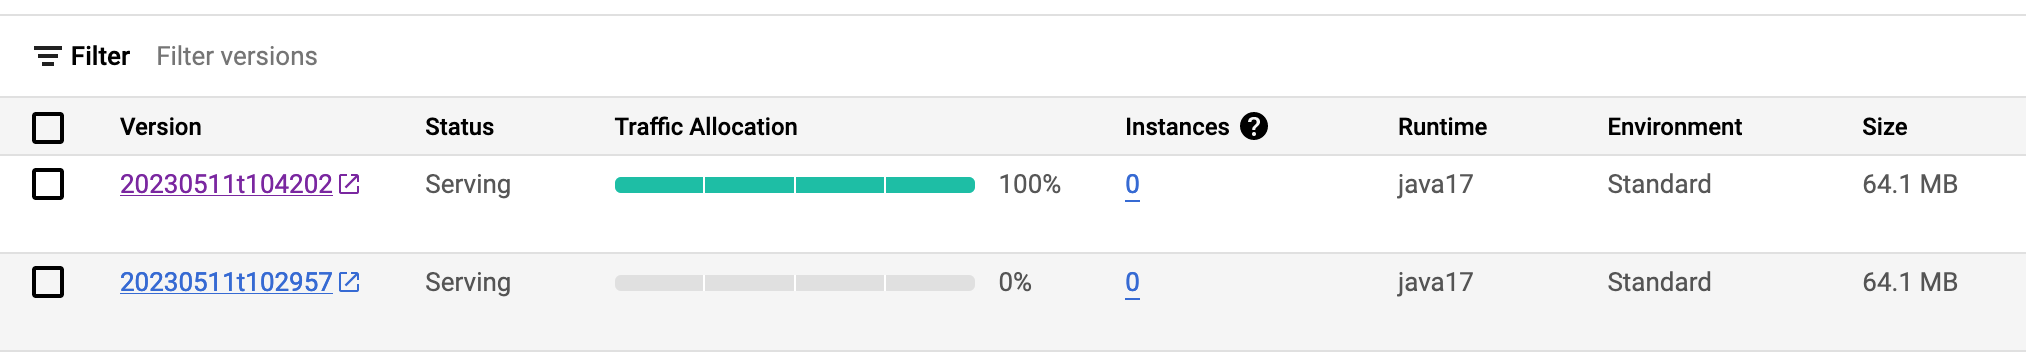 Filter Filter versions
Version Status Traffic Allocation Instances ? Runtime Environment Size
20230511t104202 Serving 100% 0 java17 Standard 64.1 MB
20230511t102957 Serving 0% 0 java17 Standard 64.1 MB